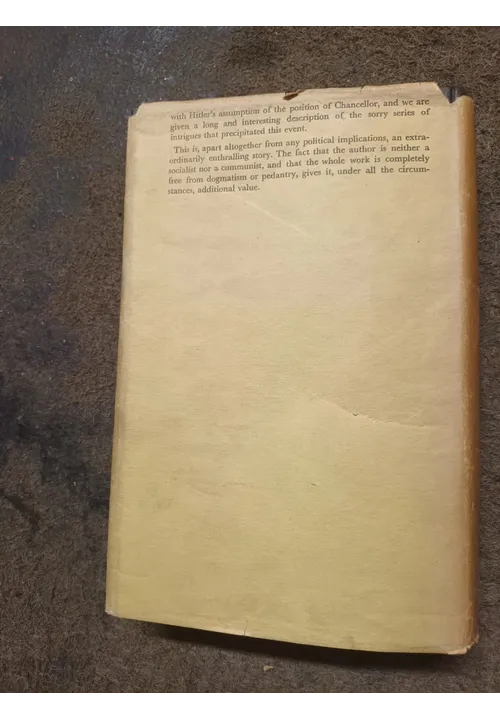 with Hitler's assumption of the position of Chancellor, and we are
given a long and interesting description of the sorry series of
intrigues that precipitated this event.
This is, apart altogether from any political implications, an extra-
ordinarily enthralling story. The fact that the author is neither a
socialist nor a communist, and that the whole work is completely
free from dogmatism or pedantry, gives it, under all the circum-
stances, additional value.